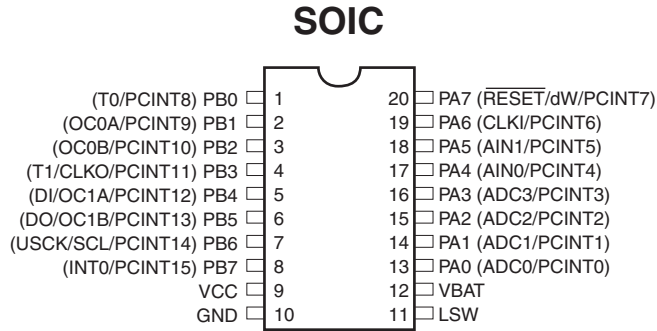 SOIC
(T0/PCINT8) PB0 1 20 PA7 (RESET/dW/PCINT7)
(OC0A/PCINT9) PB1 2 19 PA6 (CLKI/PCINT6)
(OC0B/PCINT10) PB2 3 18 PA5 (AIN1/PCINT5)
(T1/CLKO/PCINT11) PB3 4 17 PA4 (AIN0/PCINT4)
(DI/OC1A/PCINT12) PB4 5 16 PA3 (ADC3/PCINT3)
(DO/OC1B/PCINT13) PB5 6 15 PA2 (ADC2/PCINT2)
(USCK/SCL/PCINT14) PB6 7 14 PA1 (ADC1/PCINT1)
(INT0/PCINT15) PB7 8 13 PA0 (ADC0/PCINT0)
VCC 9 12 VBAT
GND 10 11 LSW